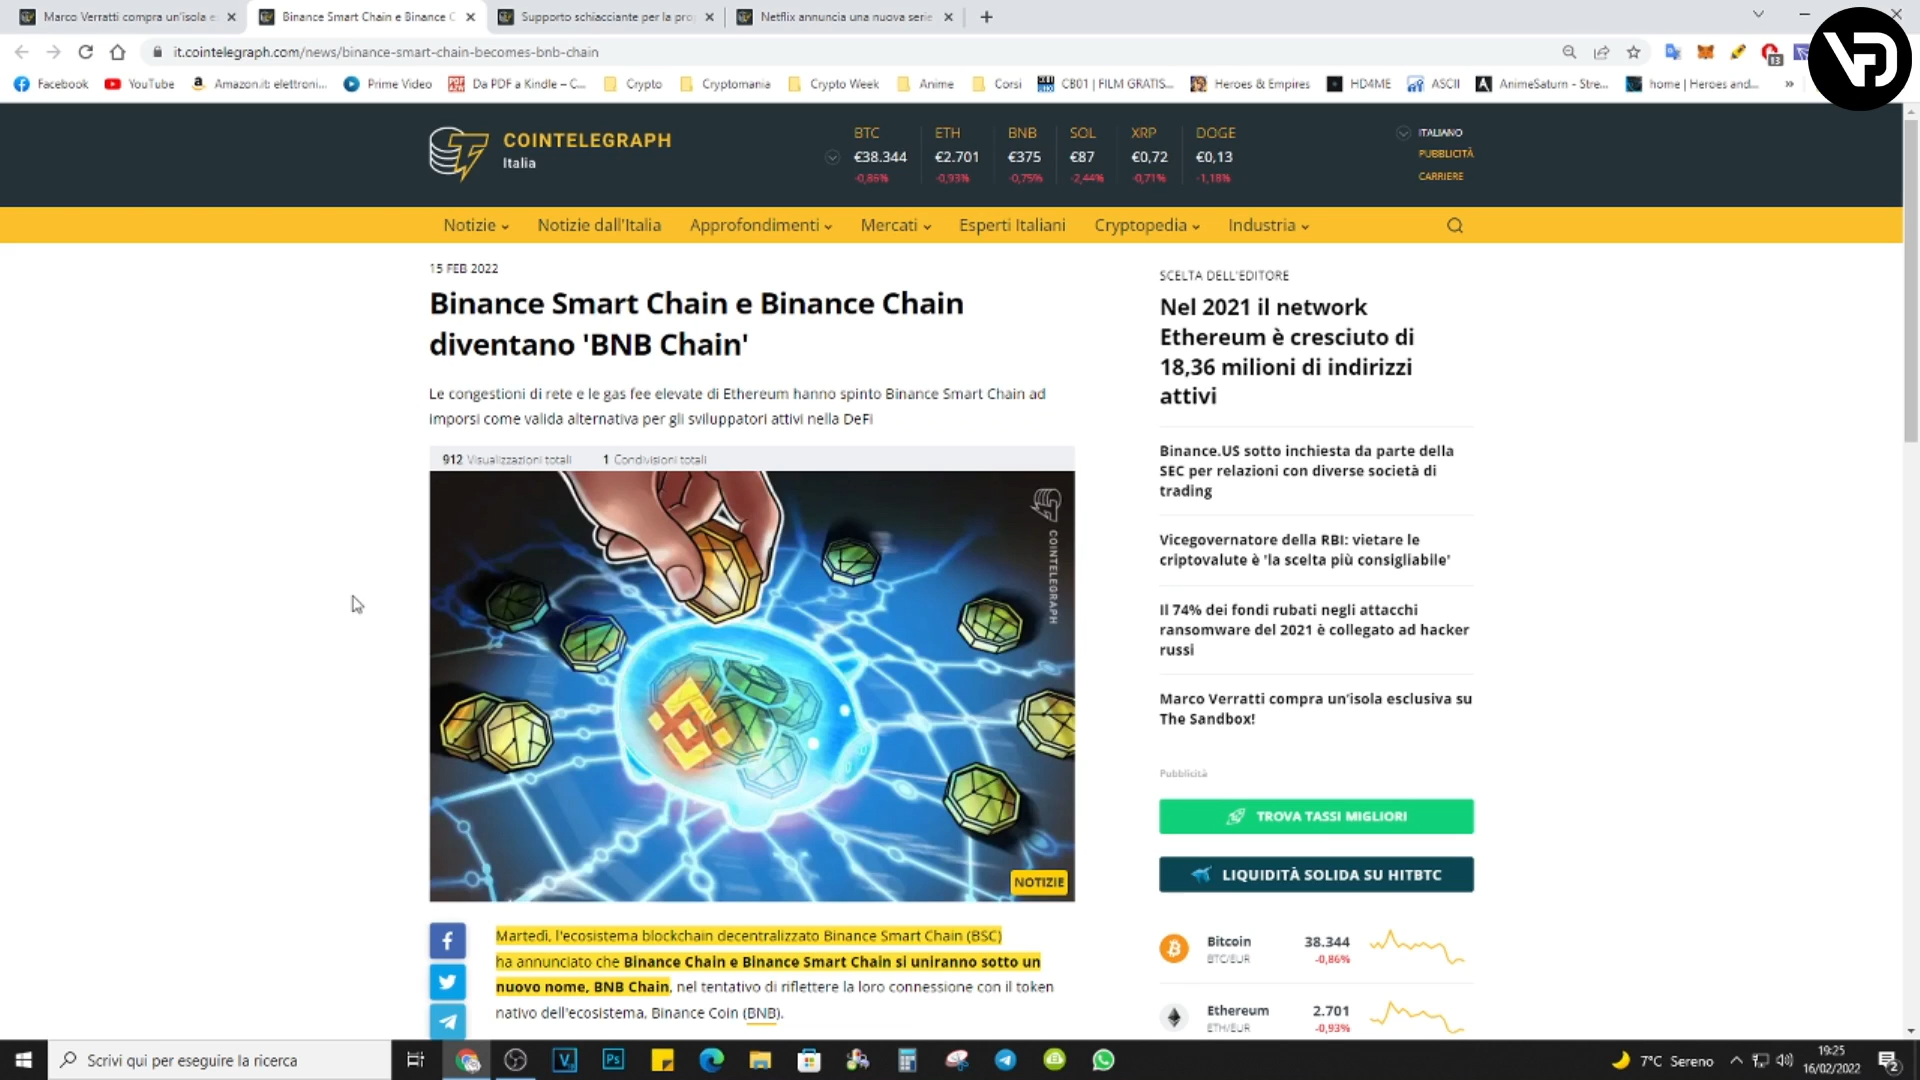 Marco Verratti compra un'isola e
Binance Smart Chain e Binance C
Supporto schiacciante per la pro
Netflix annuncia una nuova serie
it.cointelegraph.com/news/binance-smart-chain-becomes-bnb-chain
13
Facebook
YouTube
Amazon.it: elettroni...
Prime Video
Da PDF a Kindle – C...
Crypto
Cryptomania
Crypto Week
Anime
Corsi
CB01 | FILM GRATIS...
Heroes & Empires
HD4ME
ASCII
AnimeSaturn - Stre...
home | Heroes and...
»
COINTELEGRAPH
Italia
BTC ETH BNB SOL XRP DOGE
€38.344 €2.701 €375 €87 €0,72 €0,13
-0,86% -0,93% -0,75% -2,44% -0,71% -1,18%
ITALIANO
PUBBLICITÀ
CARRIERE
Notizie Notizie dall'Italia Approfondimenti Mercati Esperti Italiani Cryptopedia Industria
15 FEB 2022
Binance Smart Chain e Binance Chain
diventano 'BNB Chain'
Le congestioni di rete e le gas fee elevate di Ethereum hanno spinto Binance Smart Chain ad
imporsi come valida alternativa per gli sviluppatori attivi nella DeFi
912 Visualizzazioni totali 1 Condivisioni totali
COINTELEGRAPH
NOTIZIE
Martedì, l'ecosistema blockchain decentralizzato Binance Smart Chain (BSC)
ha annunciato che Binance Chain e Binance Smart Chain si uniranno sotto un
nuovo nome, BNB Chain, nel tentativo di riflettere la loro connessione con il token
nativo dell'ecosistema, Binance Coin (BNB).
SCELTA DELL'EDITORE
Nel 2021 il network
Ethereum è cresciuto di
18,36 milioni di indirizzi
attivi
Binance.US sotto inchiesta da parte della
SEC per relazioni con diverse società di
trading
Vicegovernatore della RBI: vietare le
criptovalute è 'la scelta più consigliabile'
Il 74% dei fondi rubati negli attacchi
ransomware del 2021 è collegato ad hacker
russi
Marco Verratti compra un'isola esclusiva su
The Sandbox!
Pubblicità
TROVA TASSI MIGLIORI
LIQUIDITÀ SOLIDA SU HITBTC
Bitcoin 38.344
BTC/EUR -0,86%
Ethereum 2.701
ETH/EUR -0,93%
Scrivi qui per eseguire la ricerca
7°C Sereno
19:25
16/02/2022
2